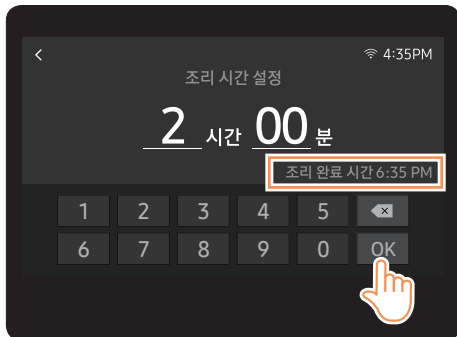 4:35PM
조리 시간 설정
2 시간 00 분
조리 완료 시간 6:35 PM
1 2 3 4 5
6 7 8 9 0 OK